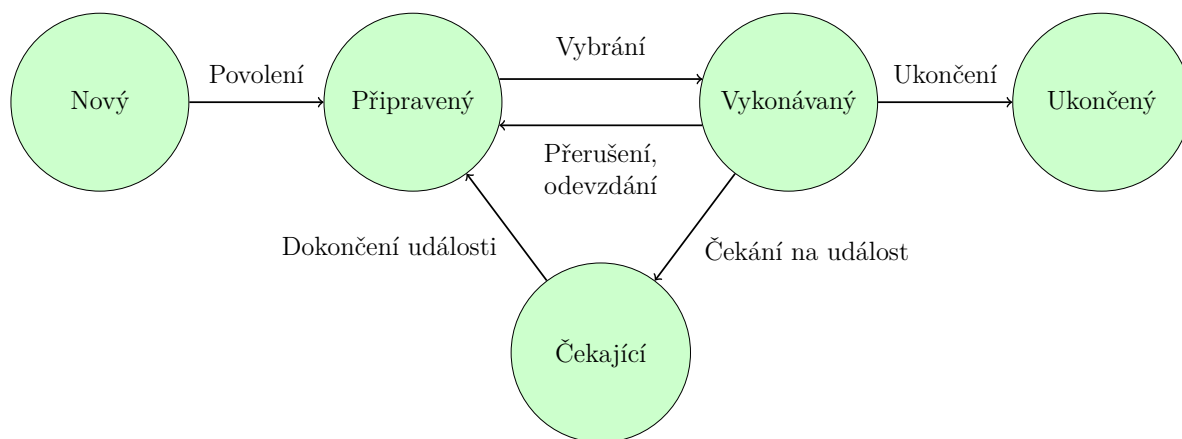 Vybrání
Povolení
Ukončení
Nový
Připravený
Vykonávaný
Ukončený
Přerušení,
odevzdání
Dokončení události
Čekání na událost
Čekající